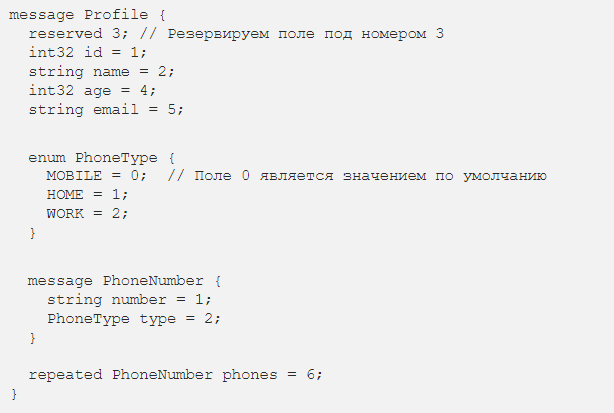 message Profile {
  reserved 3; // Резервируем поле под номером 3
  int32 id = 1;
  string name = 2;
  int32 age = 4;
  string email = 5;

  enum PhoneType {
    MOBILE = 0;  // Поле 0 является значением по умолчанию
    HOME = 1;
    WORK = 2;
  }

  message PhoneNumber {
    string number = 1;
    PhoneType type = 2;
  }

  repeated PhoneNumber phones = 6;
}